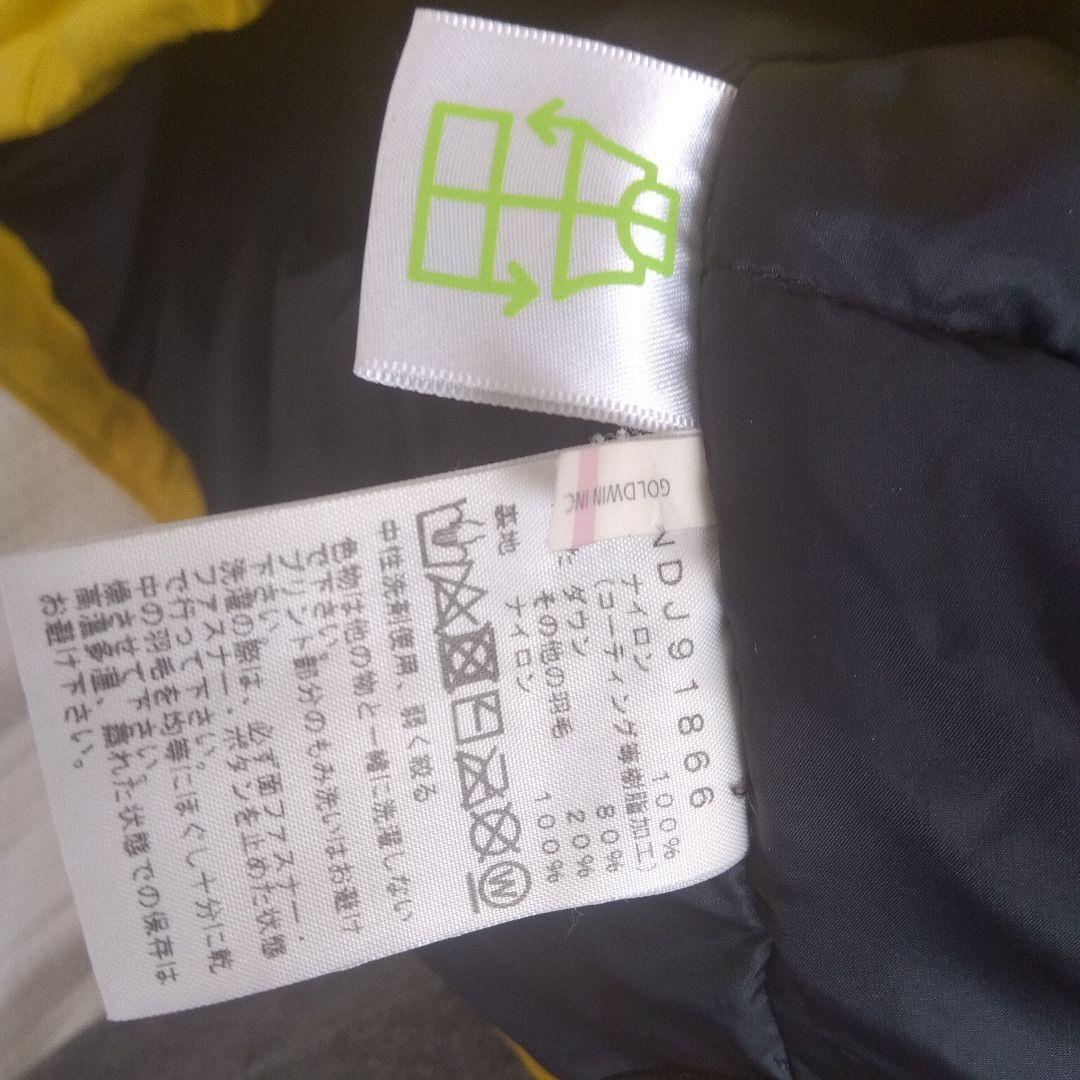 GOLDWIN INC
NDJ91866
ナイロン 100%
(コーティング等樹脂加工)
ダウン 80%
その他の羽毛 20%
基地 ナイロン 100%
W
中性洗剤使用、弱く絞る
色物は他の物と一緒に洗濯しない
で下さい。
プリント部分のもみ洗いはお避け
下さい。
洗濯の際は、必ず面ファスナー・
ファスナー・ボタンを止めた状態
で行って下さい。
中の羽毛を均等にほぐし十分に乾
燥させて下さい。
高温多湿、蒸れた状態での保存は
お避け下さい。